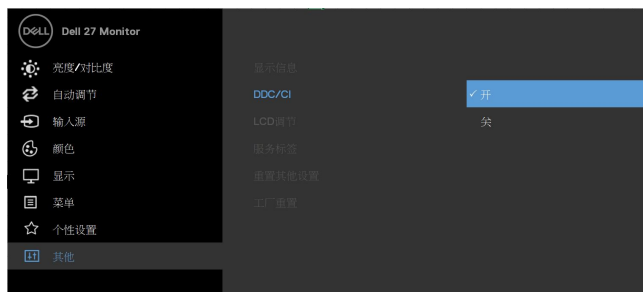 DELL
Dell 27 Monitor
亮度/对比度
自动调节
输入源
颜色
显示
菜单
个性设置
其他
显示信息
DDC/CI
LCD调节
服务标签
重置其他设置
工厂重置
✓ 开
关